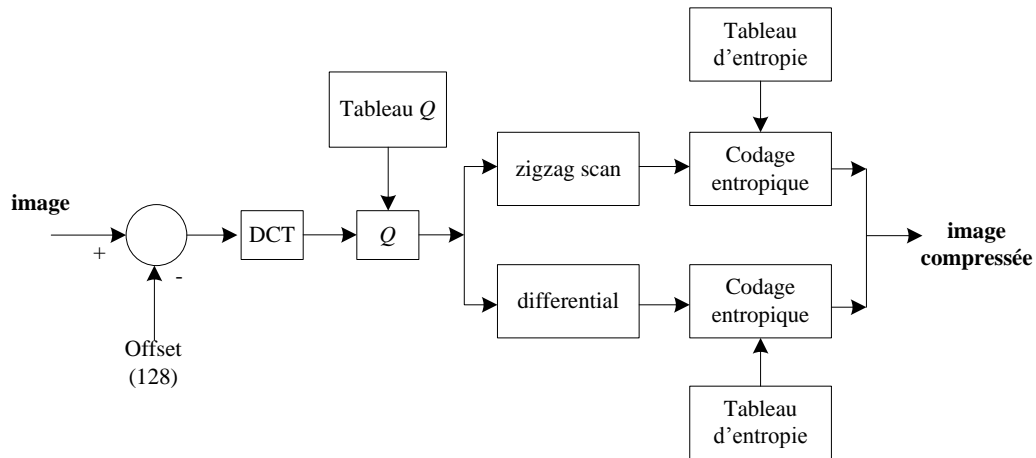 Tableau
d'entropie
Tableau Q
zigzag scan
Codage
entropique
image
+
DCT
Q
image
compressée
-
differential
Codage
entropique
Offset
(128)
Tableau
d'entropie